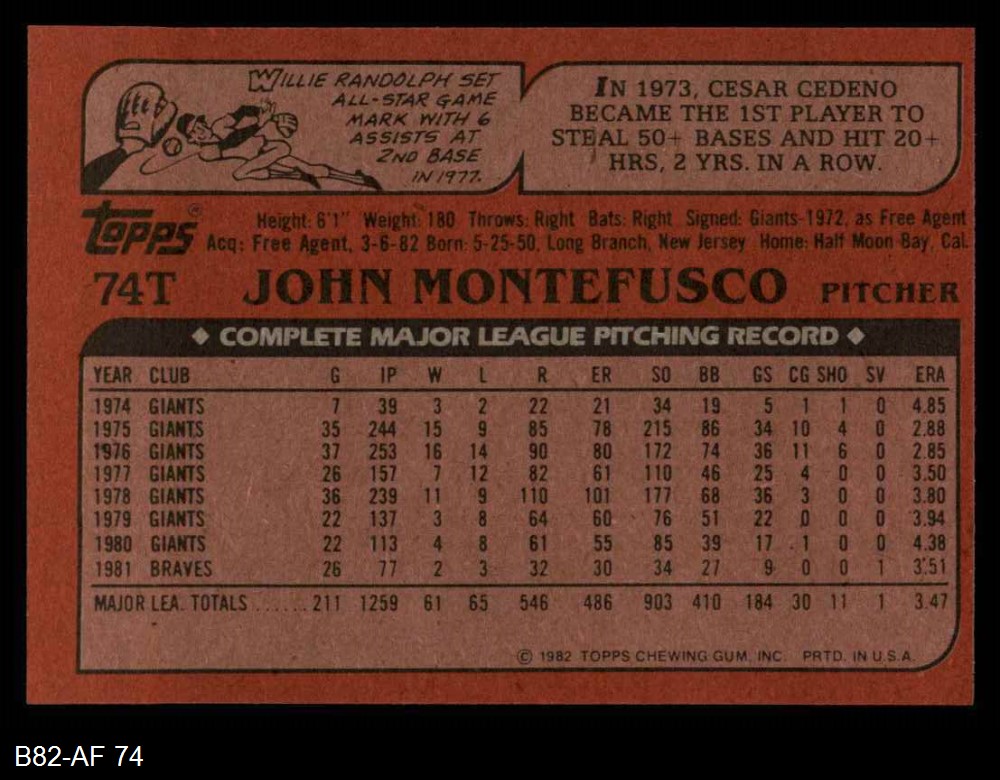 WILLIE RANDOLPH SET
ALL-STAR GAME
MARK WITH 6
ASSISTS AT
2ND BASE
IN 1977.
IN 1973, CESAR CEDENO
BECAME THE 1ST PLAYER TO
STEAL 50+ BASES AND HIT 20+
HRS, 2 YRS. IN A ROW.
Topps®
Height: 6'1" Weight: 180 Throws: Right Bats: Right Signed: Giants-1972, as Free Agent
Acq: Free Agent, 3-6-82 Born: 5-25-50, Long Branch, New Jersey Home: Half Moon Bay, Cal.
74T JOHN MONTEFUSCO PITCHER
◆ COMPLETE MAJOR LEAGUE PITCHING RECORD ◆
YEAR CLUB G IP W L R ER SO BB GS CG SHO SV ERA
1974 GIANTS 7 39 3 2 22 21 34 19 5 1 1 0 4.85
1975 GIANTS 35 244 15 9 85 78 215 86 34 10 4 0 2.88
1976 GIANTS 37 253 16 14 90 80 172 74 36 11 6 0 2.85
1977 GIANTS 26 157 7 12 82 61 110 46 25 4 0 0 3.50
1978 GIANTS 36 239 11 9 110 101 177 68 36 3 0 0 3.80
1979 GIANTS 22 137 3 8 64 60 76 51 22 0 0 0 3.94
1980 GIANTS 22 113 4 8 61 55 85 39 17 1 0 0 4.38
1981 BRAVES 26 77 2 3 32 30 34 27 9 0 0 1 3.51
MAJOR LEA. TOTALS ...... 211 1259 61 65 546 486 903 410 184 30 11 1 3.47
© 1982 TOPPS CHEWING GUM, INC. PRTD. IN U.S.A.
B82-AF 74